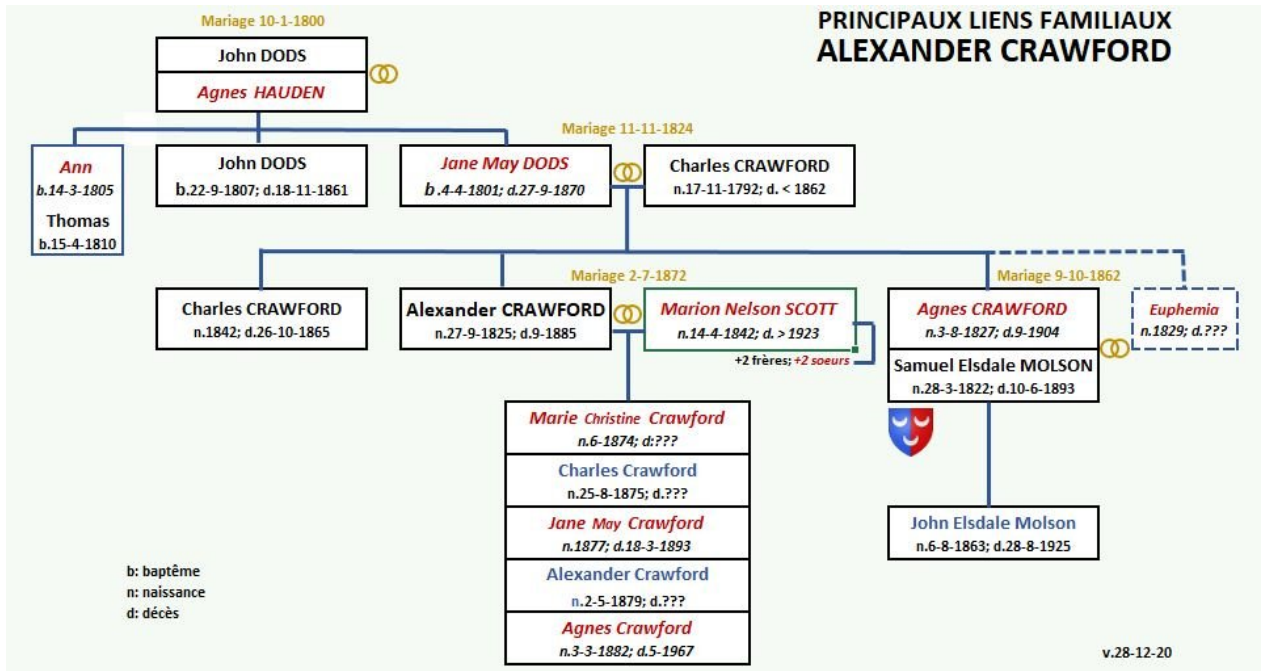 PRINCIPAUX LIENS FAMILIAUX
ALEXANDER CRAWFORD
Mariage 10-1-1800
John DODS
Agnes HAUDEN
Mariage 11-11-1824
Ann
b.14-3-1805
Thomas
b.15-4-1810
John DODS
b.22-9-1807; d.18-11-1861
Jane May DODS
b.4-4-1801; d.27-9-1870
Charles CRAWFORD
n.17-11-1792; d. < 1862
Mariage 2-7-1872
Mariage 9-10-1862
Charles CRAWFORD
n.1842; d.26-10-1865
Alexander CRAWFORD
n.27-9-1825; d.9-1885
Marion Nelson SCOTT
n.14-4-1842; d. > 1923
+2 frères; +2 soeurs
Agnes CRAWFORD
n.3-8-1827; d.9-1904
Samuel Elsdale MOLSON
n.28-3-1822; d.10-6-1893
Euphemia
n.1829; d.???
Marie Christine Crawford
n.6-1874; d:???
Charles Crawford
n.25-8-1875; d.???
Jane May Crawford
n.1877; d.18-3-1893
Alexander Crawford
n.2-5-1879; d.???
Agnes Crawford
n.3-3-1882; d.5-1967
John Elsdale Molson
n.6-8-1863; d.28-8-1925
b: baptême
n: naissance
d: décès
v.28-12-20